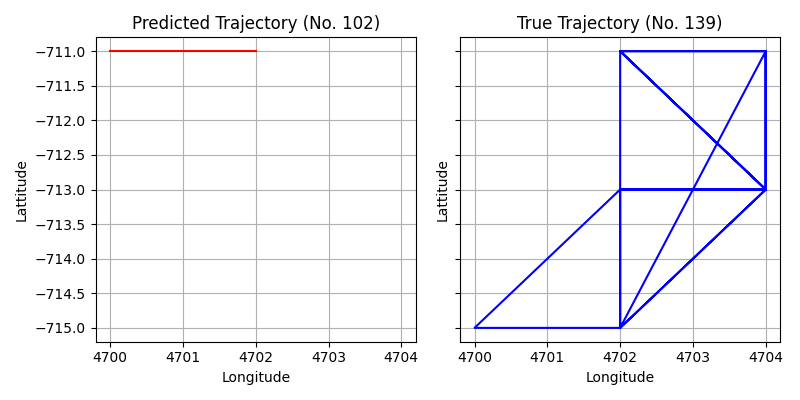 Predicted Trajectory (No. 102)
Lattitude
−711.0
−711.5
−712.0
−712.5
−713.0
−713.5
−714.0
−714.5
−715.0
4700 4701 4702 4703 4704
Longitude
True Trajectory (No. 139)
Lattitude
4700 4701 4702 4703 4704
Longitude